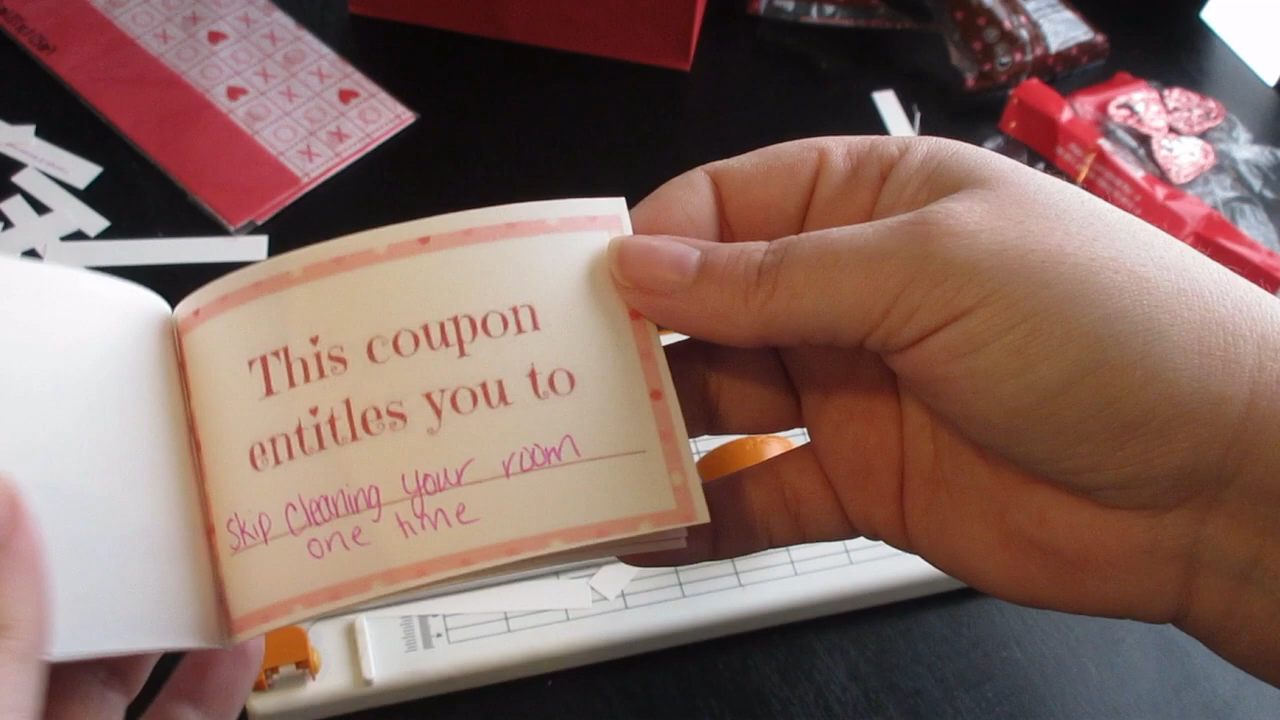 This coupon
entitles you to
skip cleaning your room
one time